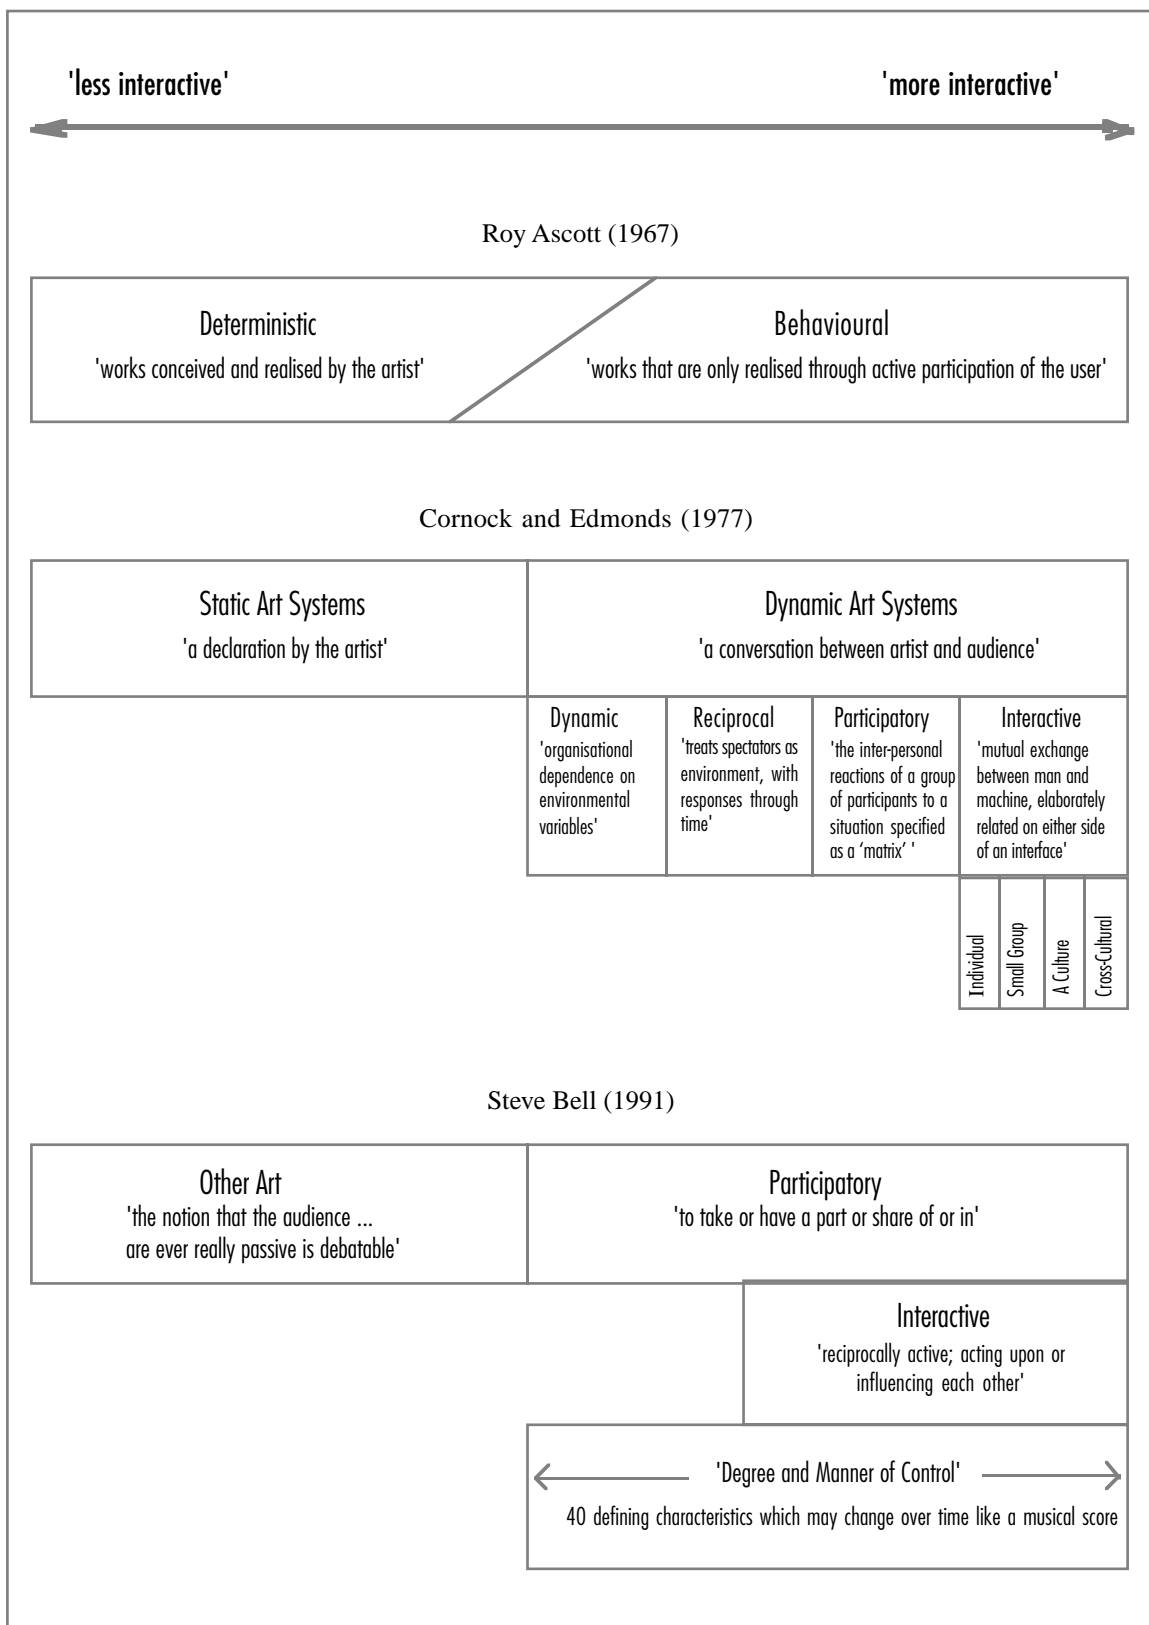 'less interactive'
'more interactive'
Roy Ascott (1967)
Deterministic
'works conceived and realised by the artist'
Behavioural
'works that are only realised through active participation of the user'
Cornock and Edmonds (1977)
Static Art Systems
'a declaration by the artist'
Dynamic Art Systems
'a conversation between artist and audience'
Dynamic
'organisational
dependence on
environmental
variables'
Reciprocal
'treats spectators as
environment, with
responses through
time'
Participatory
'the inter-personal
reactions of a group
of participants to a
situation specified
as a ‘matrix’ '
Interactive
'mutual exchange
between man and
machine, elaborately
related on either side
of an interface'
Individual
Small Group
A Culture
Cross-Cultural
Steve Bell (1991)
Other Art
'the notion that the audience ...
are ever really passive is debatable'
Participatory
'to take or have a part or share of or in'
Interactive
'reciprocally active; acting upon or
influencing each other'
'Degree and Manner of Control'
40 defining characteristics which may change over time like a musical score